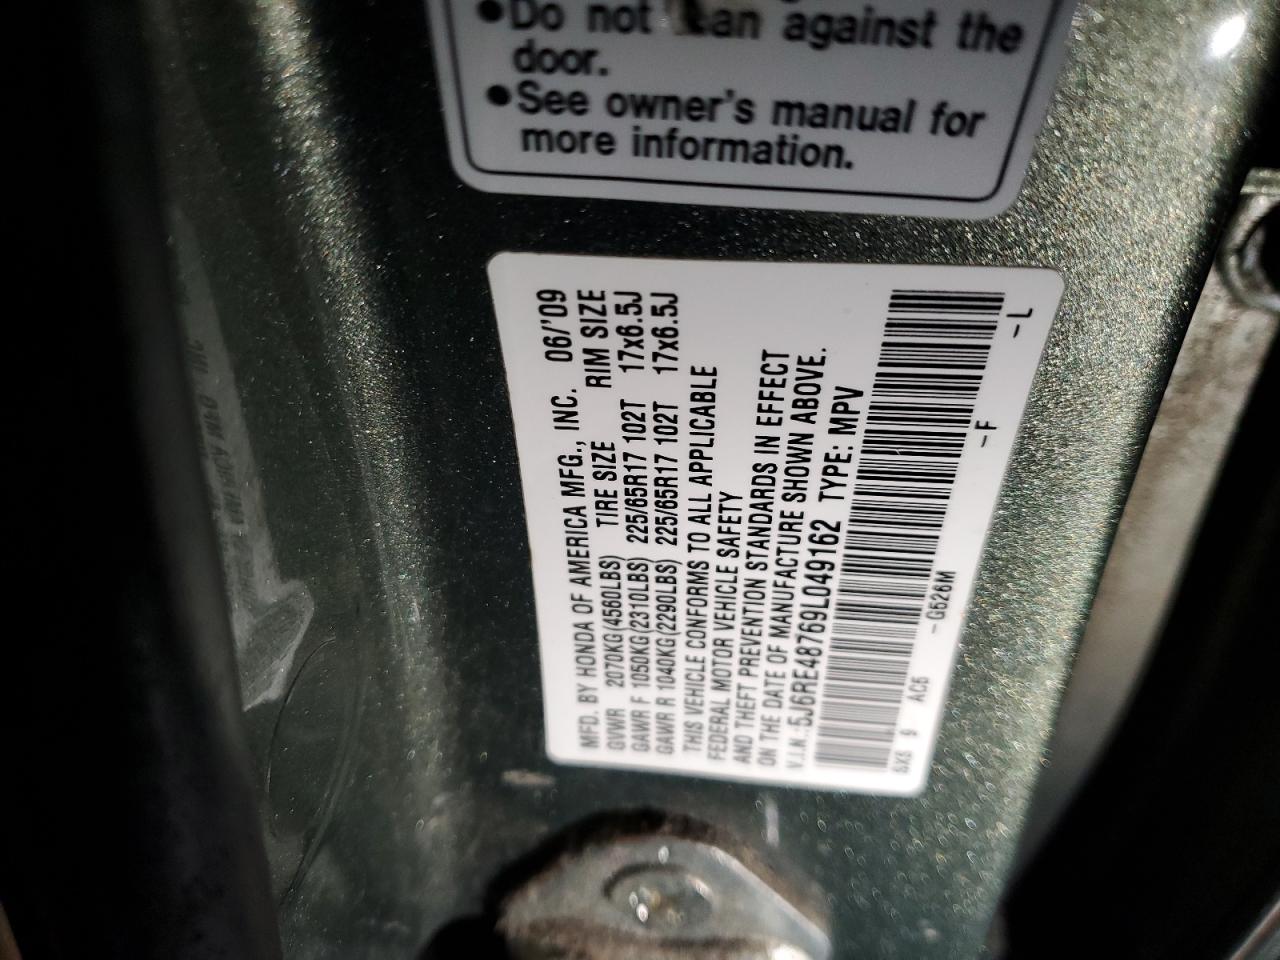 •Do not lean against the
door.
•See owner's manual for
more information.
MFD. BY HONDA OF AMERICA MFG., INC. 06/'09
GVWR 2070KG(4560LBS) TIRE SIZE RIM SIZE
GAWR F 1050KG(2310LBS) 225/65R17 102T 17x6.5J
GAWR R 1040KG(2290LBS) 225/65R17 102T 17x6.5J
THIS VEHICLE CONFORMS TO ALL APPLICABLE
FEDERAL MOTOR VEHICLE SAFETY
AND THEFT PREVENTION STANDARDS IN EFFECT
ON THE DATE OF MANUFACTURE SHOWN ABOVE.
V.I.N.:5J6RE48769L049162 TYPE: MPV
SXS 9 AC5 -G526M -F -L